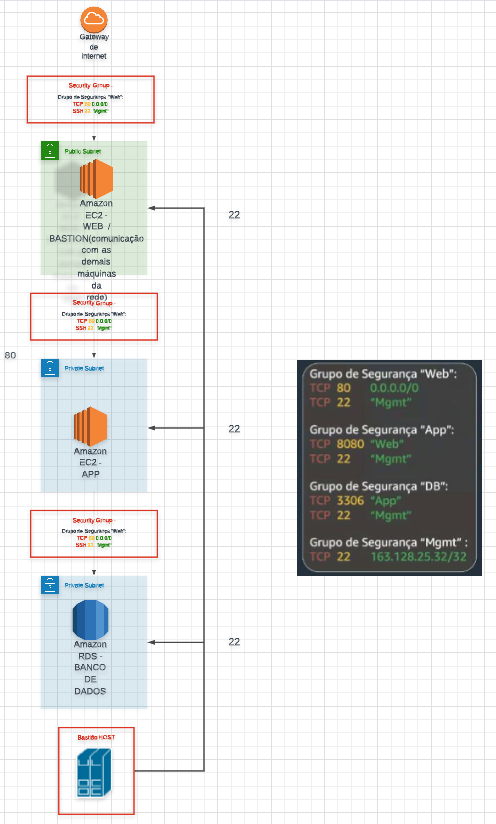 Gateway
de
Internet
Security Group
Grupo de Segurança "Web":
TCP 80 0.0.0.0/0
SSH 22 "Mgmt"
Public Subnet
Amazon
EC2 -
WEB /
BASTION(comunicação
com as
demais
máquinas
da
rede)
22
Security Group -
Grupo de Segurança "Web":
TCP 80 0.0.0.0/0
SSH 22 "Mgmt"
80
Private Subnet
Amazon
EC2 -
APP
22
Security Group -
Grupo de Segurança "Web":
TCP 80 0.0.0.0/0
SSH 22 "Mgmt"
Private Subnet
Amazon
RDS -
BANCO
DE
DADOS
22
Bastião HOST
Grupo de Segurança "Web":
TCP 80 0.0.0.0/0
TCP 22 "Mgmt"
Grupo de Segurança "App":
TCP 8080 "Web"
TCP 22 "Mgmt"
Grupo de Segurança "DB":
TCP 3306 "App"
TCP 22 "Mgmt"
Grupo de Segurança "Mgmt" :
TCP 22 163.128.25.32/32